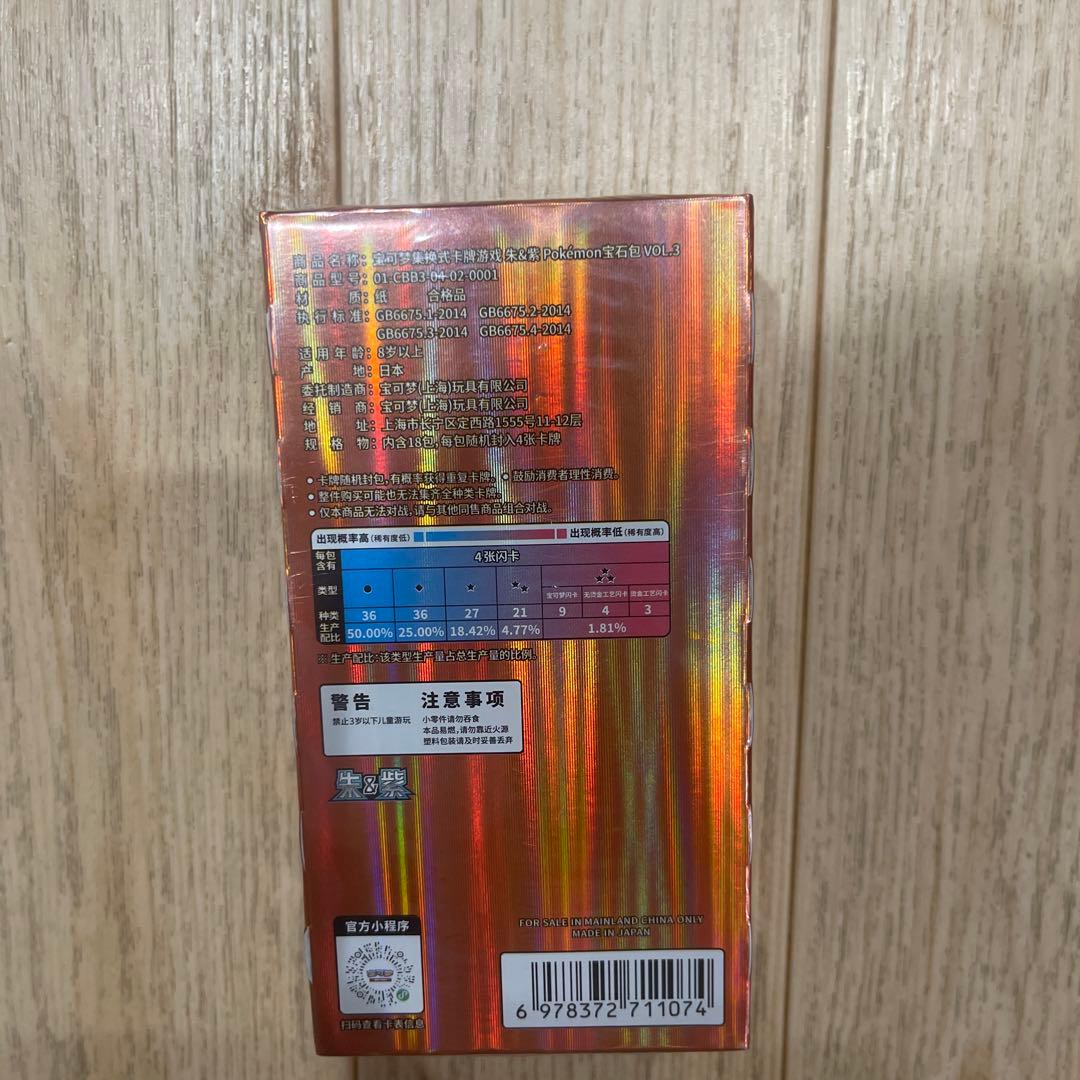 商品名称：宝可梦集换式卡牌游戏 朱&紫 Pokémon宝石包 VOL.3
商品型号：01.CBB3-04-02-0001
材 质：纸 合格品
执行标准：GB6675.1-2014 GB6675.2-2014
GB6675.3-2014 GB6675.4-2014
适用年龄：8岁以上
产 地：日本
委托制造商：宝可梦(上海)玩具有限公司
经 销 商：宝可梦(上海)玩具有限公司
地 址：上海市长宁区定西路1555号11-12层
规 格 物：内含18包，每包随机封入4张卡牌
• 卡牌随机封包，有概率获得重复卡牌。 • 鼓励消费者理性消费。
• 整件购买可能也无法集齐全种类卡牌。
• 仅本商品无法对战，请与其他同售商品组合对战。
出现概率高(稀有度低) 出现概率低(稀有度高)
每包含有 4张闪卡
类型 ● ◆ ★ ★★ ★★★
宝可梦闪卡 无烫金工艺闪卡 烫金工艺闪卡
种类 36 36 27 21 9 4 3
生产配比 50.00% 25.00% 18.42% 4.77% 1.81%
※ 生产配比：该类型生产量占总生产量的比例。
警告 注意事项
禁止3岁以下儿童游玩 小零件请勿吞食
本品易燃，请勿靠近火源
塑料包装请及时妥善丢弃
朱&紫
官方小程序
扫码查看卡表信息
FOR SALE IN MAINLAND CHINA ONLY
MADE IN JAPAN
6 978372 711074